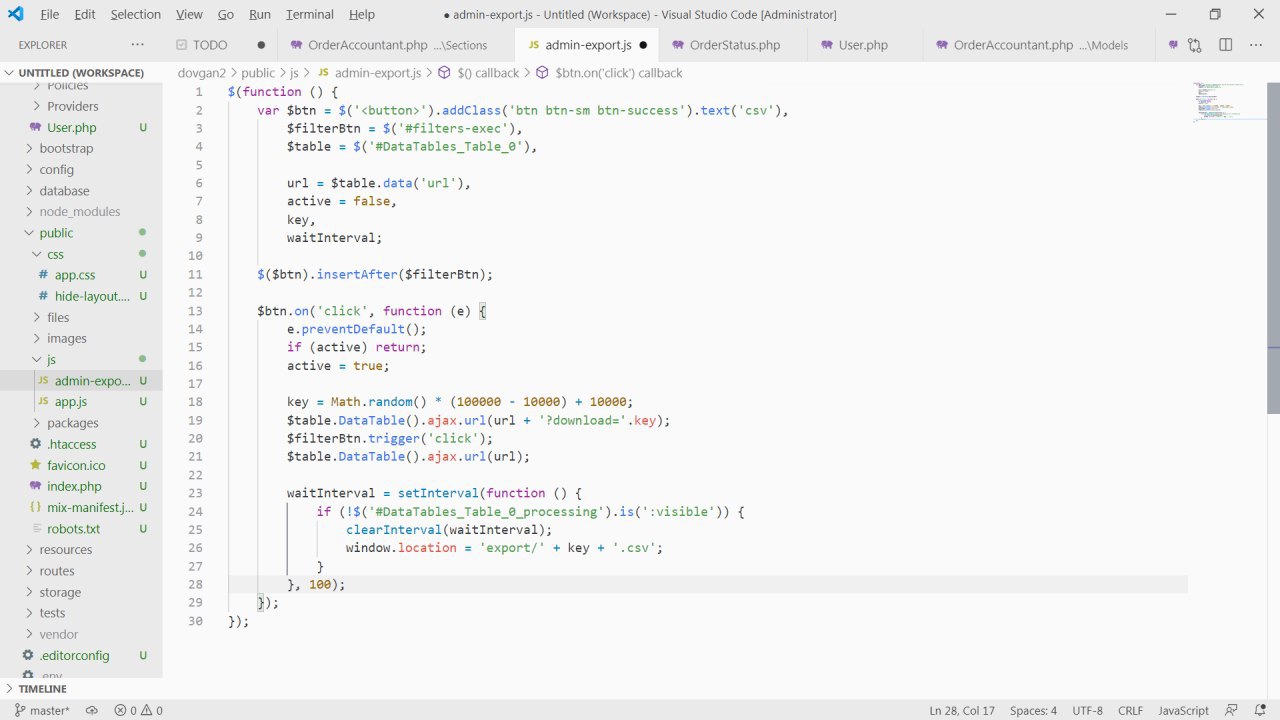 File Edit Selection View Go Run Terminal Help
● admin-export.js - Untitled (Workspace) - Visual Studio Code [Administrator]
EXPLORER ...
TODO ●
OrderAccountant.php ...\Sections
JS admin-export.js ●
OrderStatus.php
User.php
OrderAccountant.php ...\Models
UNTITLED (WORKSPACE)
dovgan2 > public > js > JS admin-export.js > $() callback > $btn.on('click') callback
Policies
Providers
User.php U
bootstrap
config
database
node_modules
public
css
# app.css U
# hide-layout.... U
files
images
js
JS admin-expo... U
JS app.js U
packages
.htaccess U
favicon.ico U
index.php U
{} mix-manifest.j... U
robots.txt U
resources
routes
storage
tests
vendor
.editorconfig U
.env
TIMELINE
1 $(function () {
2 var $btn = $('<button>').addClass('btn btn-sm btn-success').text('csv'),
3 $filterBtn = $('#filters-exec'),
4 $table = $('#DataTables_Table_0'),
5
6 url = $table.data('url'),
7 active = false,
8 key,
9 waitInterval;
10
11 $($btn).insertAfter($filterBtn);
12
13 $btn.on('click', function (e) {
14 e.preventDefault();
15 if (active) return;
16 active = true;
17
18 key = Math.random() * (100000 - 10000) + 10000;
19 $table.DataTable().ajax.url(url + '?download='.key);
20 $filterBtn.trigger('click');
21 $table.DataTable().ajax.url(url);
22
23 waitInterval = setInterval(function () {
24 if (!$('#DataTables_Table_0_processing').is(':visible')) {
25 clearInterval(waitInterval);
26 window.location = 'export/' + key + '.csv';
27 }
28 }, 100);
29 });
30 });
master* 0 0 Ln 28, Col 17 Spaces: 4 UTF-8 CRLF JavaScript